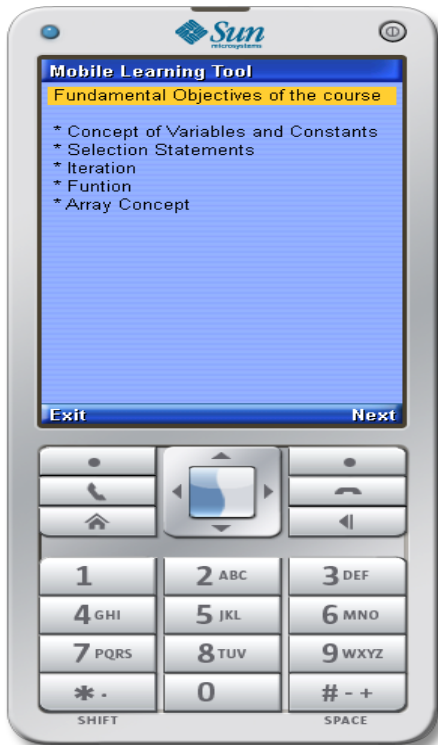 Sun
microsystems
Mobile Learning Tool
Fundamental Objectives of the course
* Concept of Variables and Constants
* Selection Statements
* Iteration
* Funtion
* Array Concept
Exit Next
1 2 ABC 3 DEF
4 GHI 5 JKL 6 MNO
7 PQRS 8 TUV 9 WXYZ
* . 0 # - +
SHIFT SPACE